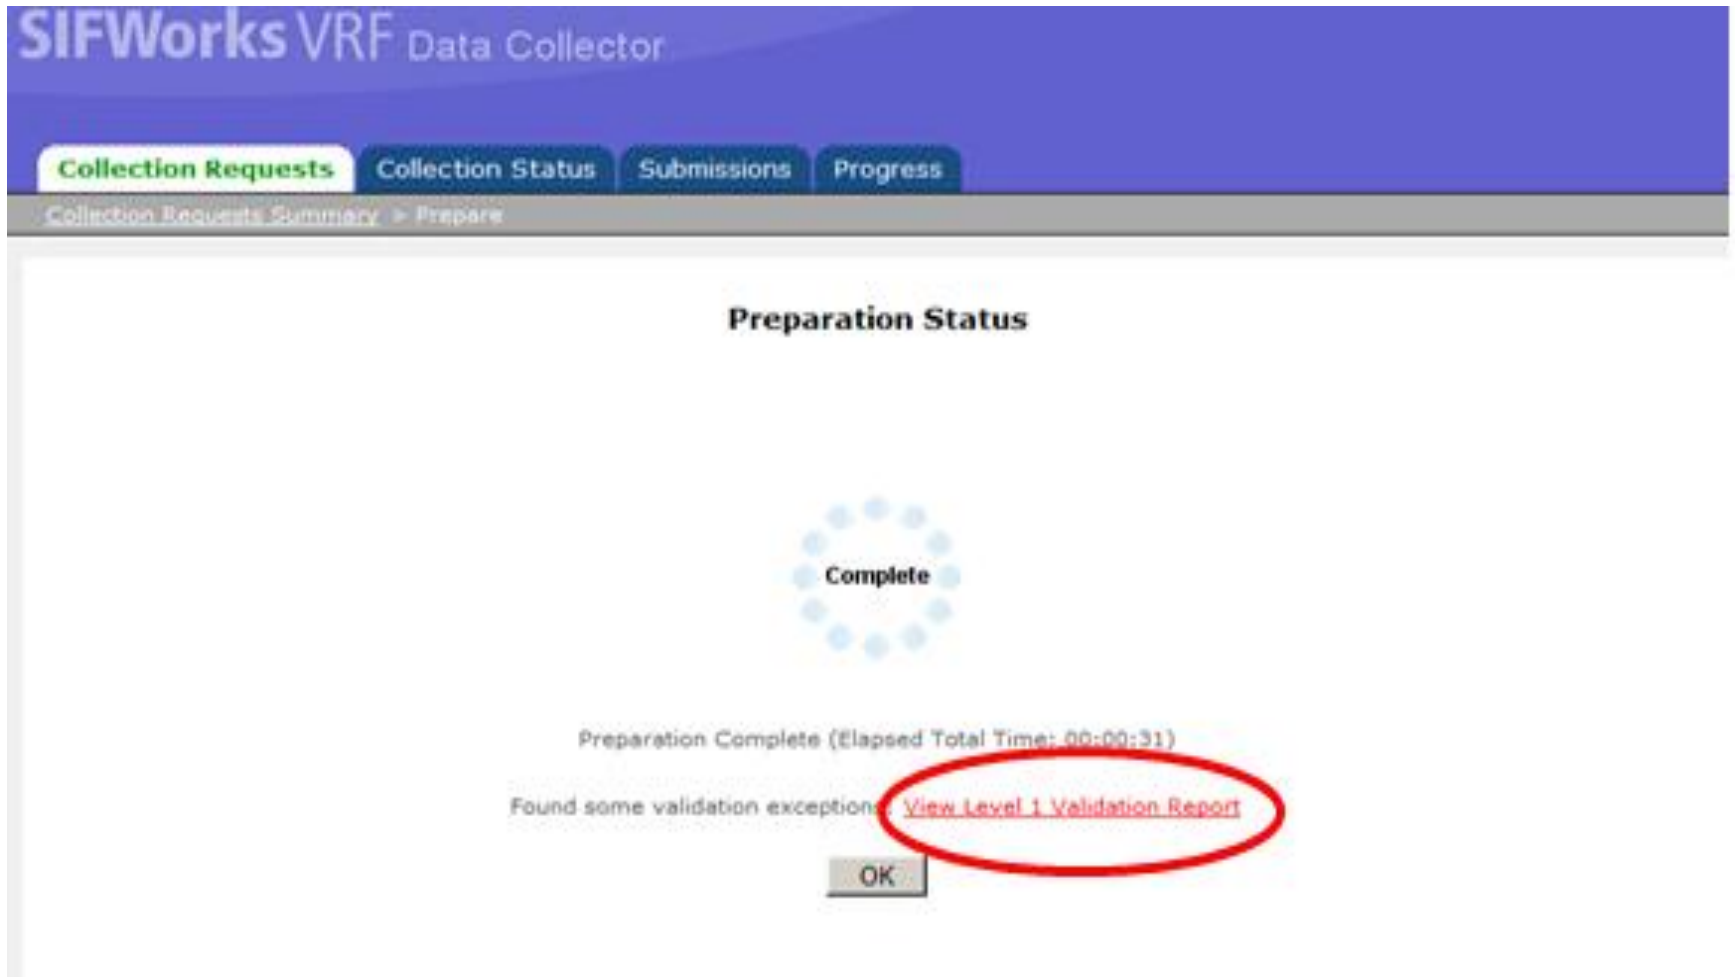 SIFWorks VRF Data Collector
Collection Requests Collection Status Submissions Progress
Collection Requests Summary > Prepare
Preparation Status
Complete
Preparation Complete (Elapsed Total Time: 00:00:31)
Found some validation exceptions. View Level 1 Validation Report
OK